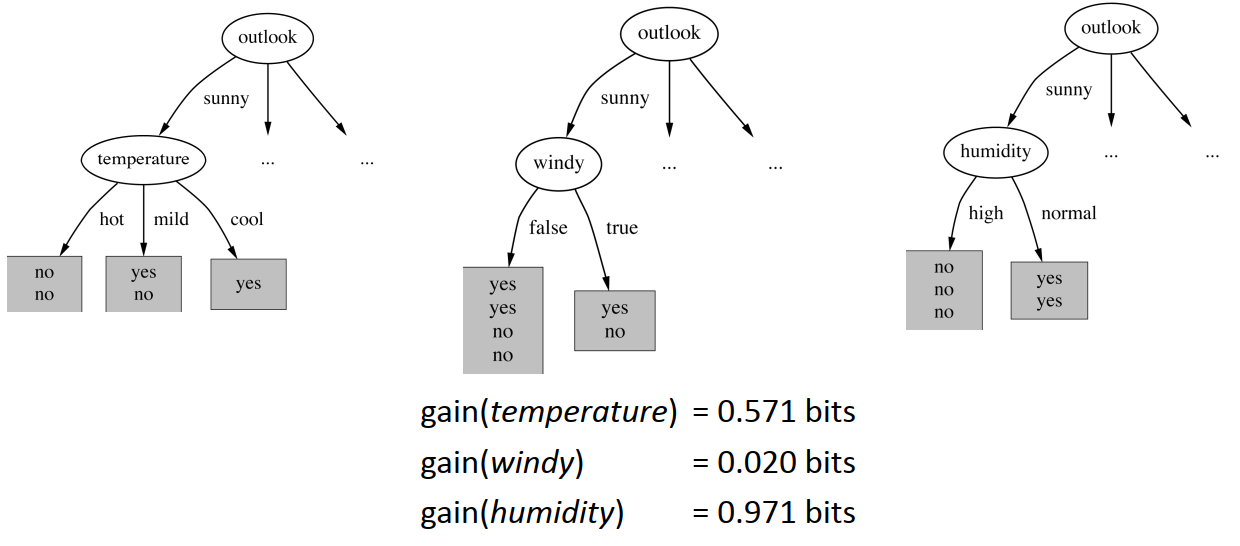 outlook
sunny
temperature
...
...
hot
mild
cool
no
no
yes
no
yes
outlook
sunny
windy
...
...
false
true
yes
yes
no
no
yes
no
outlook
sunny
humidity
...
...
high
normal
no
no
no
yes
yes
gain(temperature) = 0.571 bits
gain(windy) = 0.020 bits
gain(humidity) = 0.971 bits